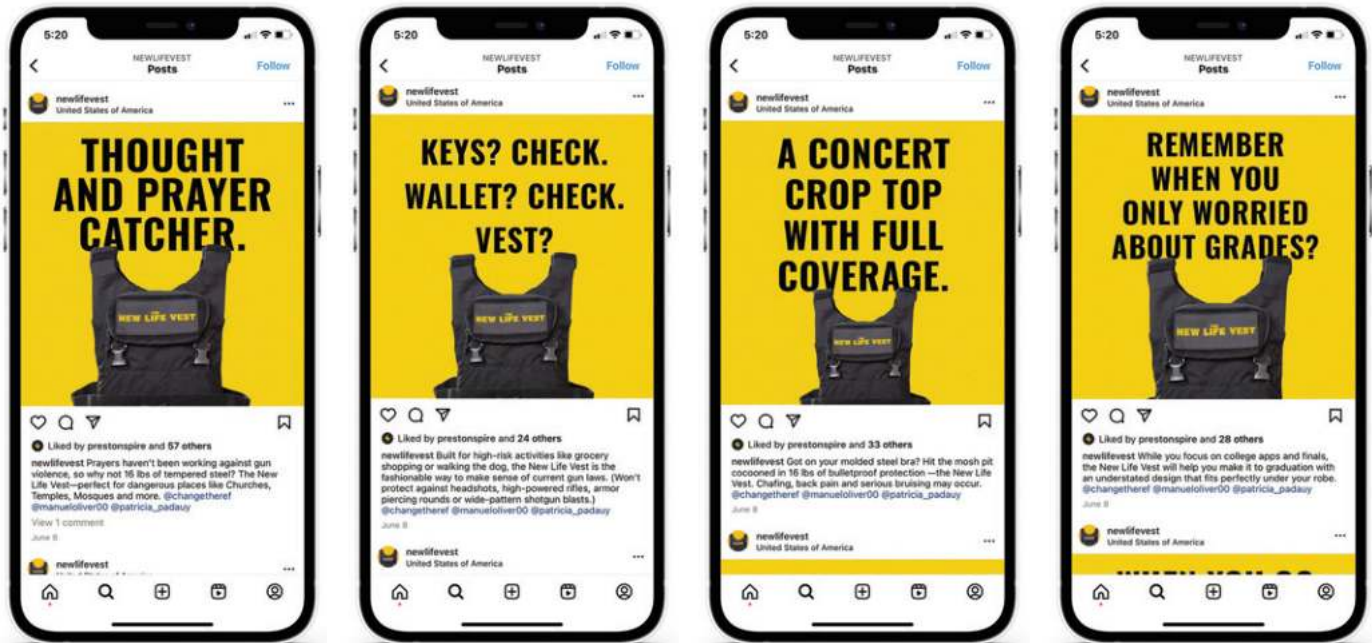 5:20
NEWLIFEVEST
Posts
Follow
newlifevest
United States of America
THOUGHT
AND PRAYER
CATCHER.
NEW LIFE VEST
Liked by prestonspire and 57 others
newlifevest Prayers haven't been working against gun
violence, so why not 16 lbs of tempered steel? The New
Life Vest—perfect for dangerous places like Churches,
Temples, Mosques and more. @changetheref
@manueloliver00 @patricia_padauy
View 1 comment
June 8
newlifevest
5:20
NEWLIFEVEST
Posts
Follow
newlifevest
United States of America
KEYS? CHECK.
WALLET? CHECK.
VEST?
NEW LIFE VEST
Liked by prestonspire and 24 others
newlifevest Built for high-risk activities like grocery
shopping or walking the dog, the New Life Vest is the
fashionable way to make sense of current gun laws. (Won't
protect against headshots, high-powered rifles, armor
piercing rounds or wide-pattern shotgun blasts.)
@changetheref @manueloliver00 @patricia_padauy
June 8
newlifevest
United States of America
5:20
NEWLIFEVEST
Posts
Follow
newlifevest
United States of America
A CONCERT
CROP TOP
WITH FULL
COVERAGE.
NEW LIFE VEST
Liked by prestonspire and 33 others
newlifevest Got on your molded steel bra? Hit the mosh pit
cocooned in 16 lbs of bulletproof protection —the New Life
Vest. Chafing, back pain and serious bruising may occur.
@changetheref @manueloliver00 @patricia_padauy
June 8
newlifevest
United States of America
5:20
NEWLIFEVEST
Posts
Follow
newlifevest
United States of America
REMEMBER
WHEN YOU
ONLY WORRIED
ABOUT GRADES?
NEW LIFE VEST
Liked by prestonspire and 28 others
newlifevest While you focus on college apps and finals,
the New Life Vest will help you make it to graduation with
an understated design that fits perfectly under your robe.
@changetheref @manueloliver00 @patricia_padauy
June 8
newlifevest
United States of America